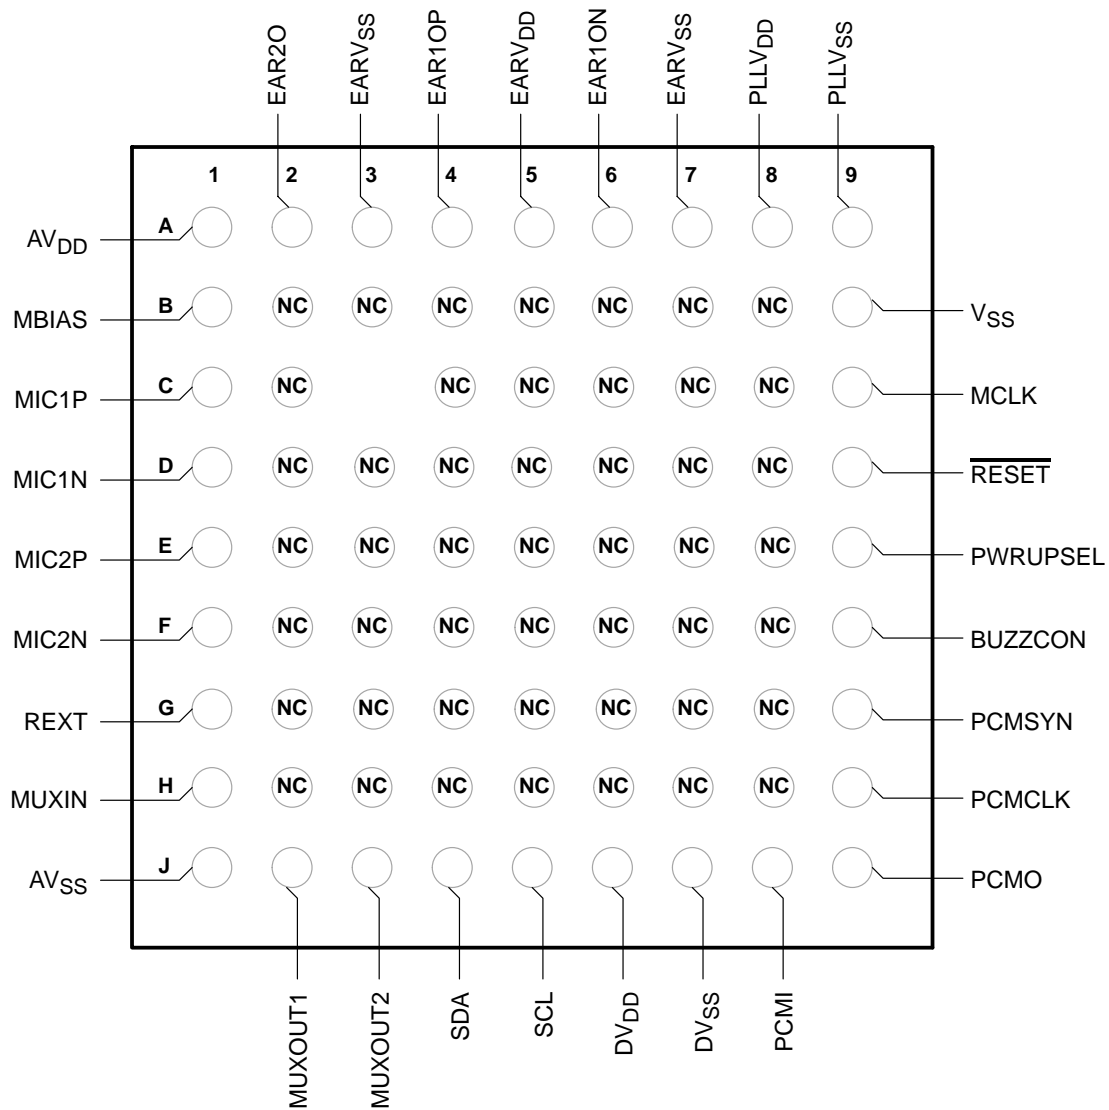 EAR2O EARVSS EAR1OP EARVDD EAR1ON EARVSS PLLVDD PLLVSS
1 2 3 4 5 6 7 8 9
AVDD A
MBIAS B NC NC NC NC NC NC NC VSS
MIC1P C NC NC NC NC NC NC MCLK
MIC1N D NC NC NC NC NC NC NC RESET
MIC2P E NC NC NC NC NC NC NC PWRUPSEL
MIC2N F NC NC NC NC NC NC NC BUZZCON
REXT G NC NC NC NC NC NC NC PCMSYN
MUXIN H NC NC NC NC NC NC NC PCMCLK
AVSS J PCMO
MUXOUT1 MUXOUT2 SDA SCL DVDD DVSS PCMI